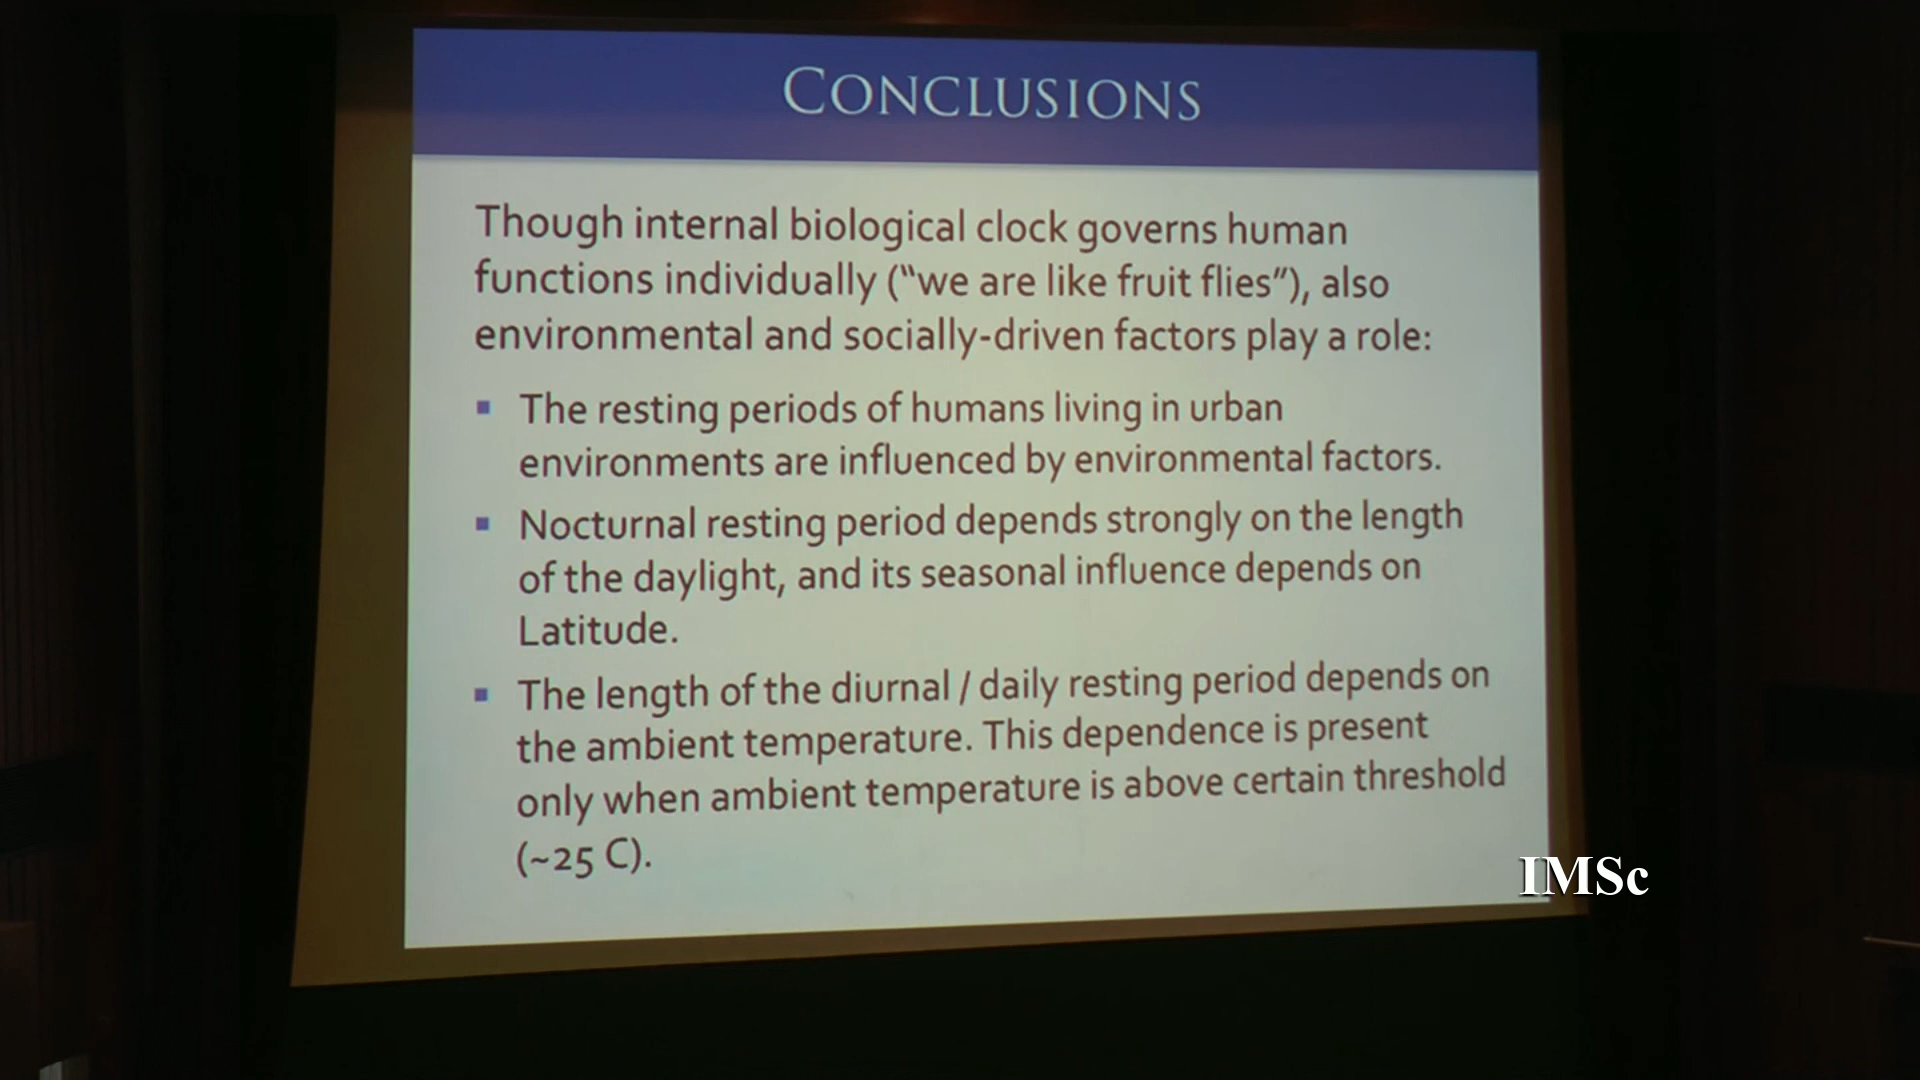 CONCLUSIONS
Though internal biological clock governs human
functions individually (“we are like fruit flies”), also
environmental and socially-driven factors play a role:
▪ The resting periods of humans living in urban
environments are influenced by environmental factors.
▪ Nocturnal resting period depends strongly on the length
of the daylight, and its seasonal influence depends on
Latitude.
▪ The length of the diurnal / daily resting period depends on
the ambient temperature. This dependence is present
only when ambient temperature is above certain threshold
(~25 C).
IMSc